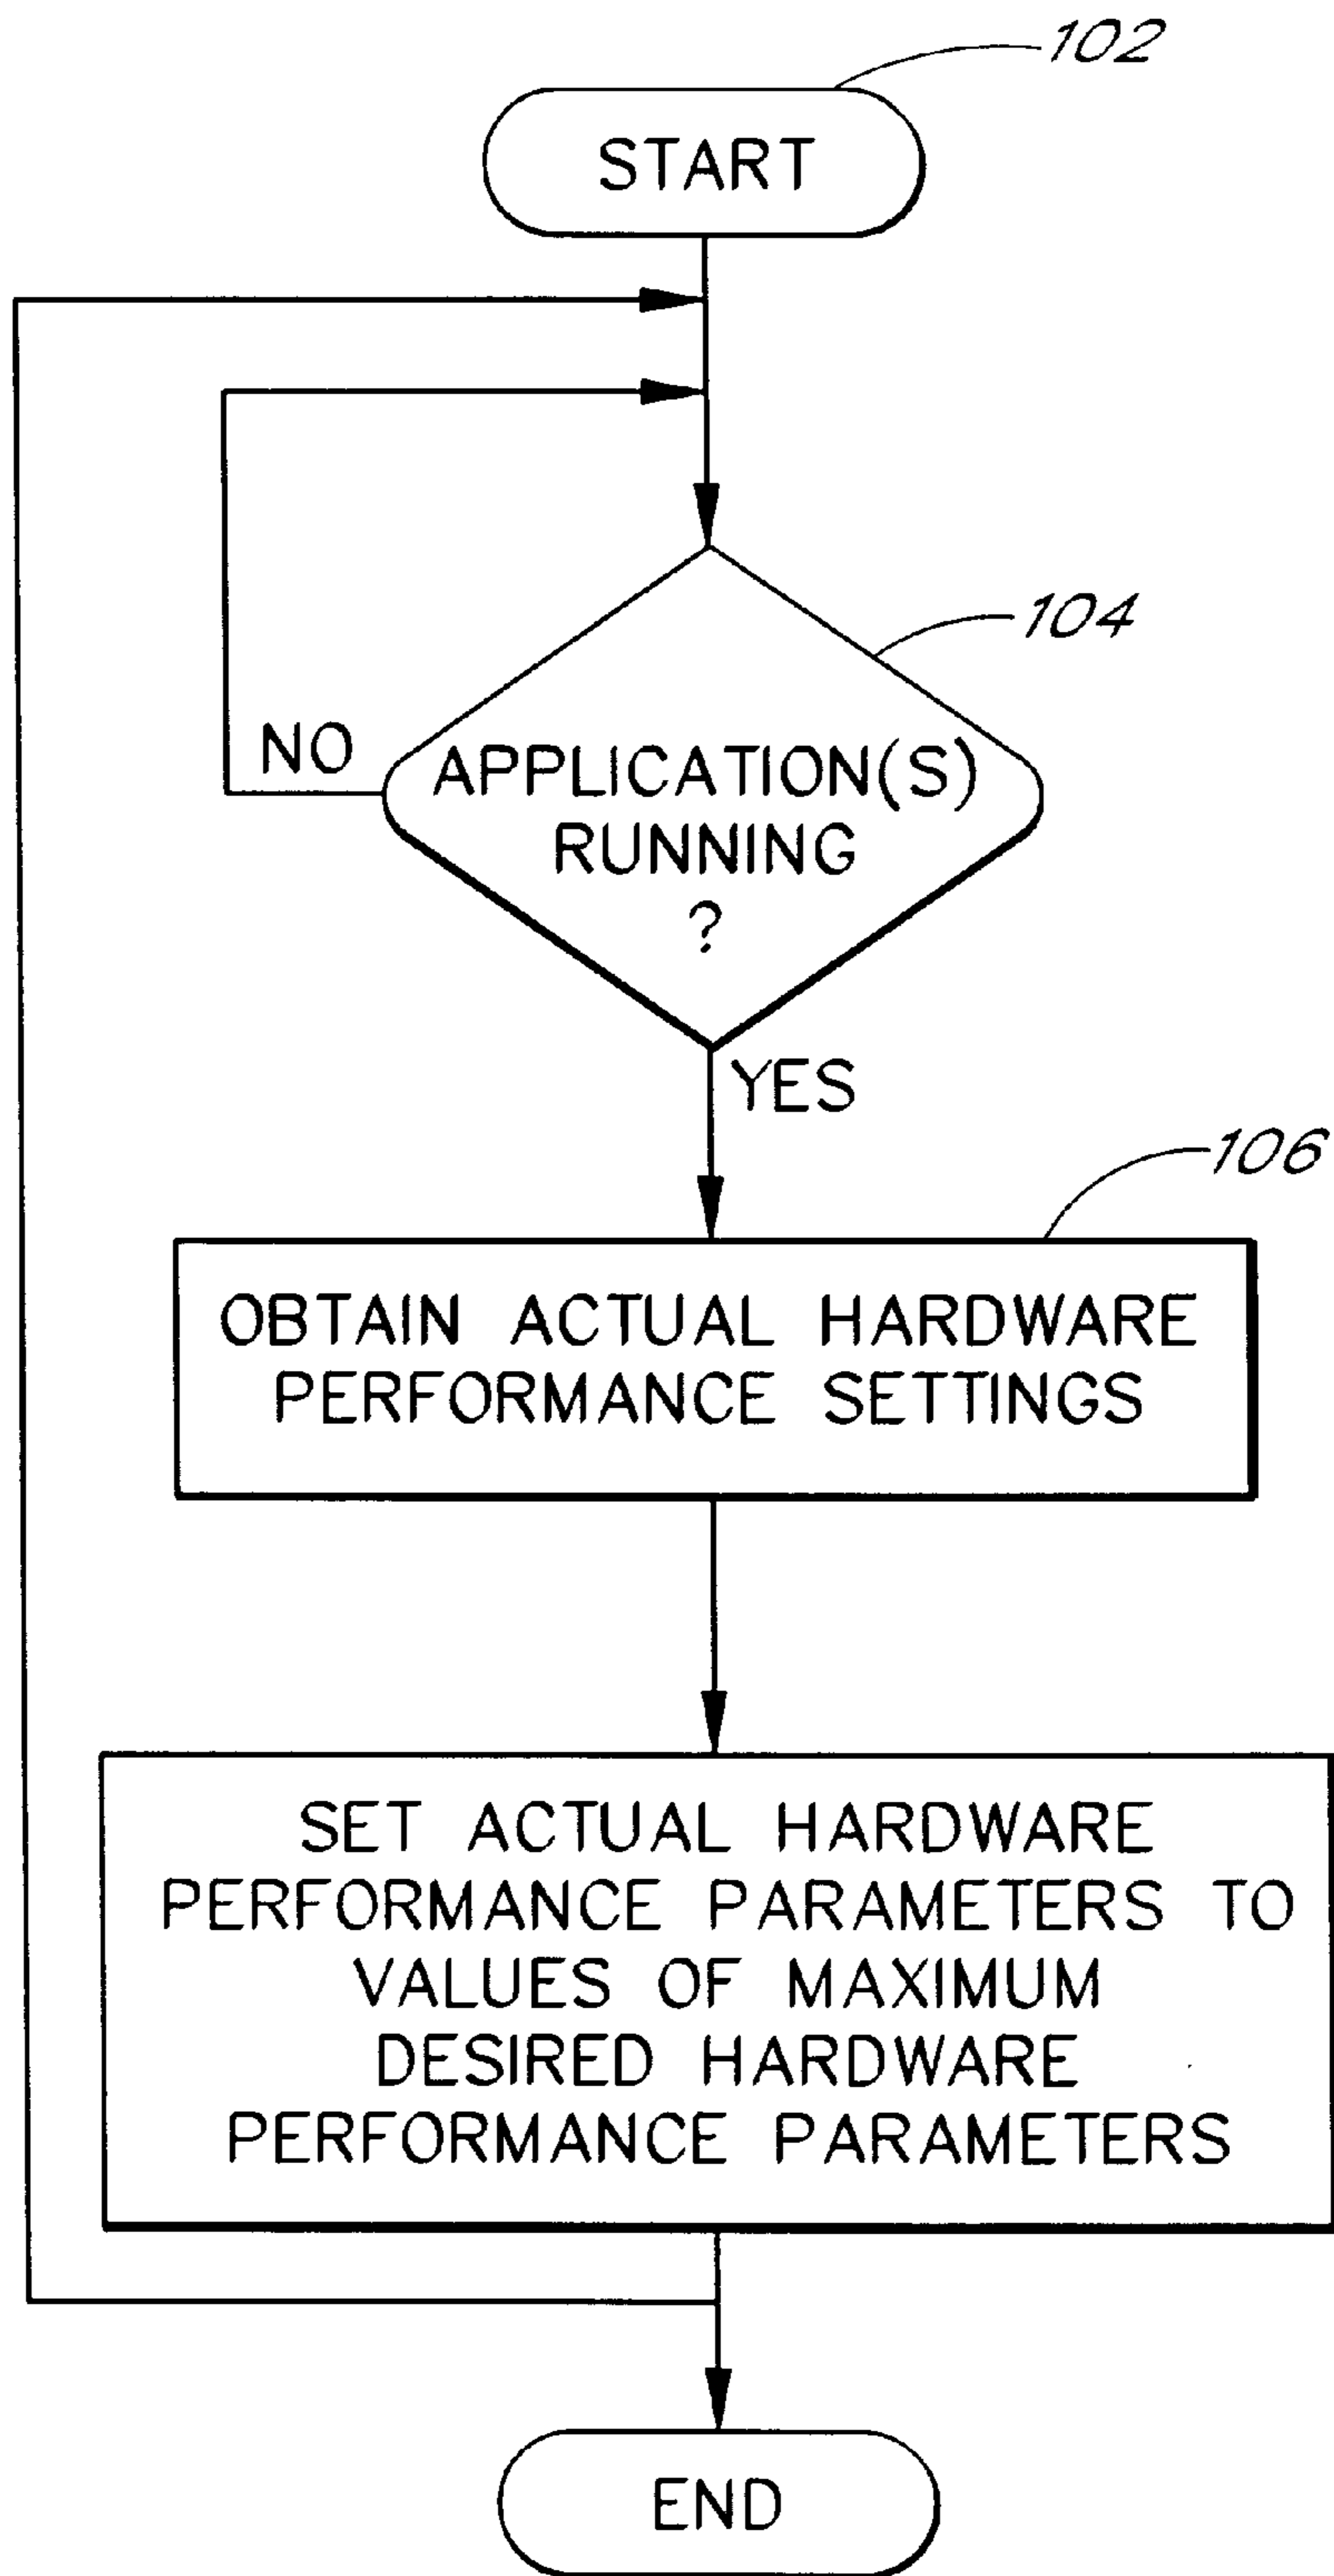 102
START
104
NO
APPLICATION(S)
RUNNING
?
YES
106
OBTAIN ACTUAL HARDWARE
PERFORMANCE SETTINGS
SET ACTUAL HARDWARE
PERFORMANCE PARAMETERS TO
VALUES OF MAXIMUM
DESIRED HARDWARE
PERFORMANCE PARAMETERS
END